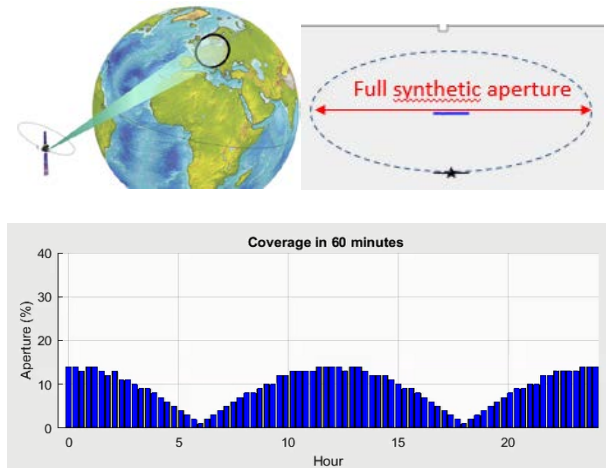 Full synthetic aperture
Coverage in 60 minutes
Aperture (%)
40
30
20
10
0
0 5 10 15 20
Hour